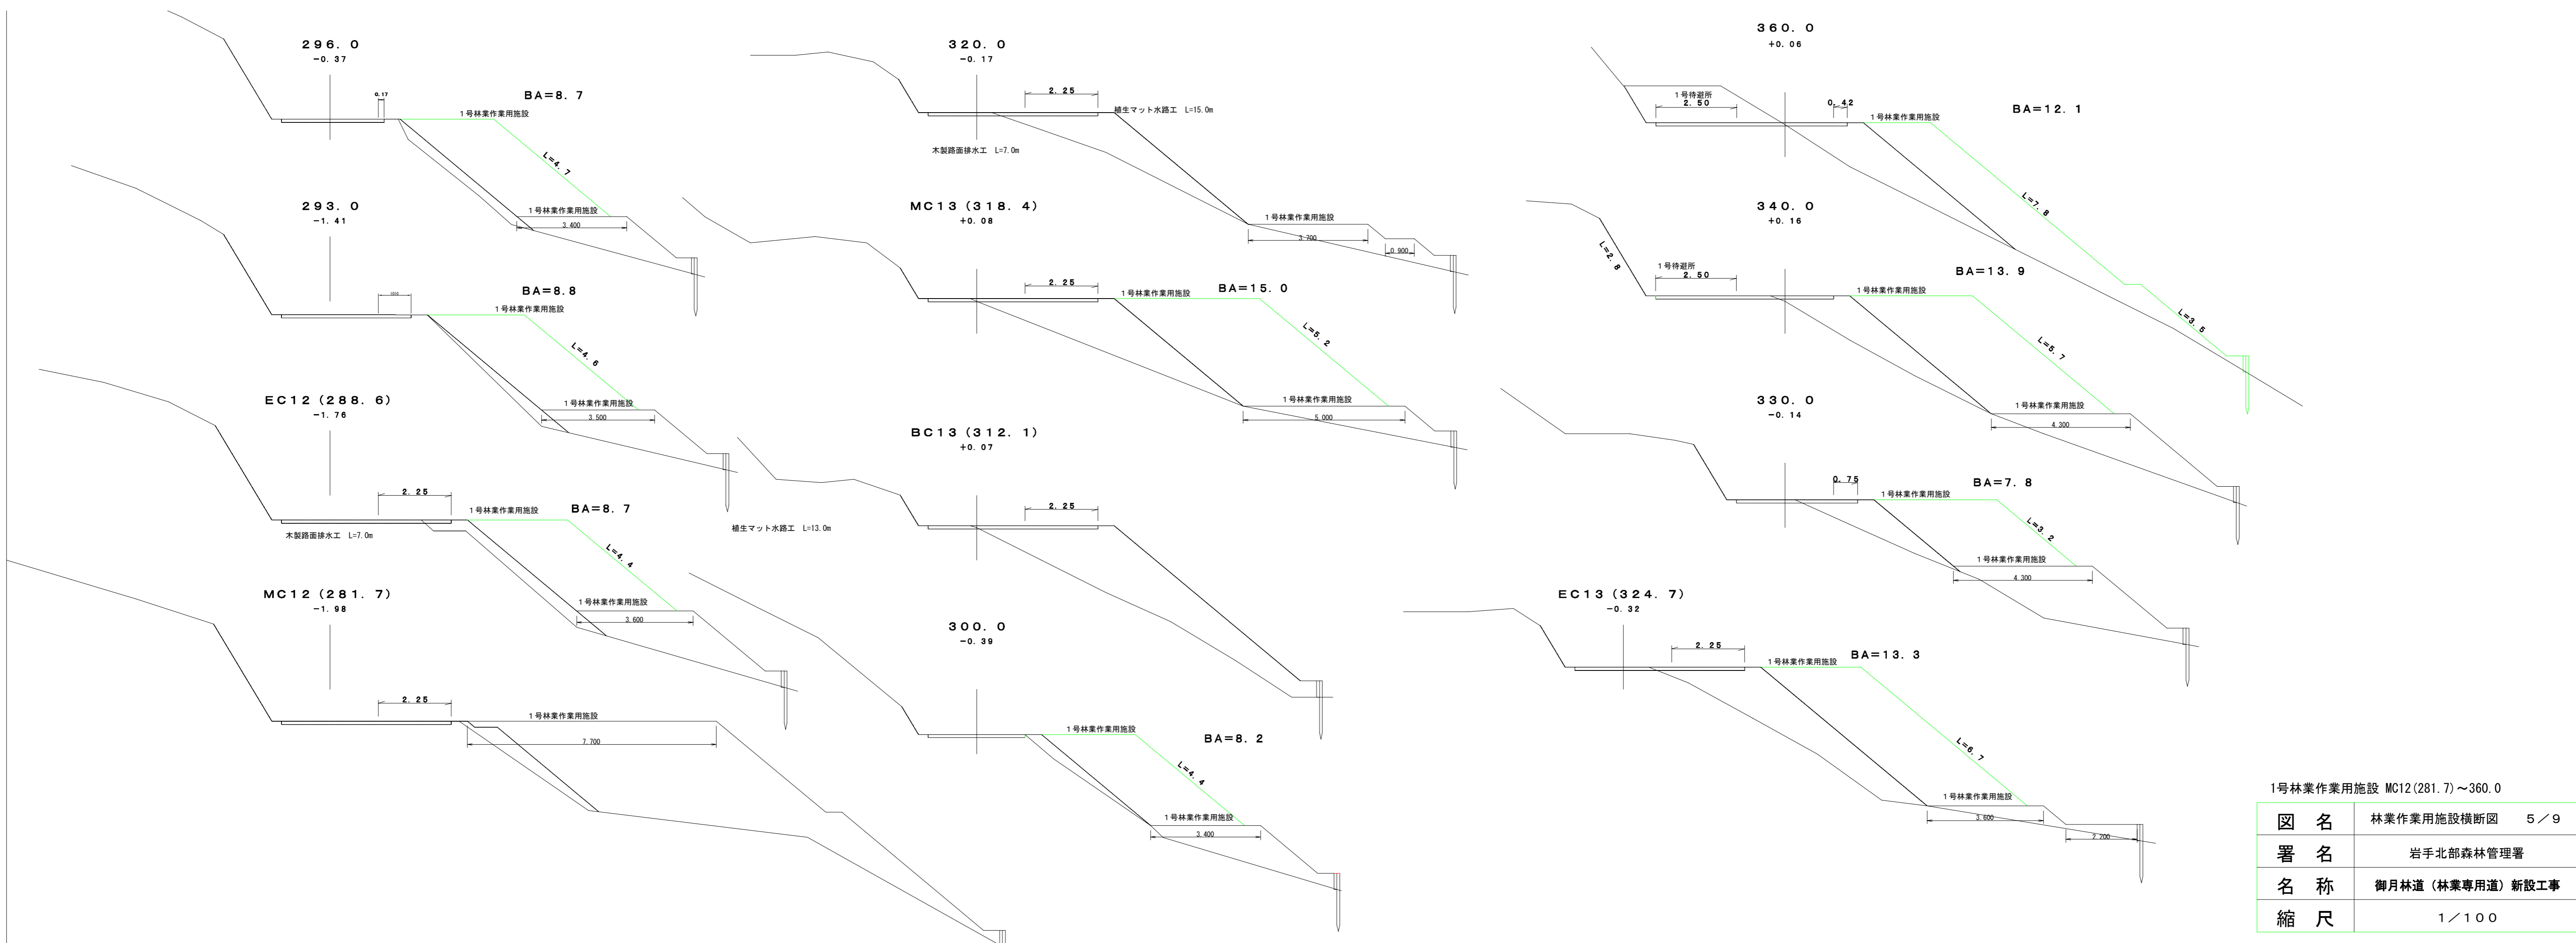 296.0
-0.37
0.17
BA=8.7
1号林業作業用施設
L=4.7
1号林業作業用施設
3.400
293.0
-1.41
BA=8.8
1号林業作業用施設
L=4.6
1号林業作業用施設
3.500
EC12(288.6)
-1.76
2.25
1号林業作業用施設
BA=8.7
木製路面排水工 L=7.0m
L=4.4
1号林業作業用施設
3.600
MC12(281.7)
-1.98
2.25
1号林業作業用施設
7.700
320.0
-0.17
2.25
植生マット水路工 L=15.0m
木製路面排水工 L=7.0m
1号林業作業用施設
3.700
0.900
MC13(318.4)
+0.08
2.25
1号林業作業用施設
BA=15.0
L=5.2
1号林業作業用施設
5.000
BC13(312.1)
+0.07
2.25
植生マット水路工 L=13.0m
300.0
-0.39
1号林業作業用施設
BA=8.2
L=4.4
1号林業作業用施設
3.400
360.0
+0.06
1号待避所
2.50
0.42
BA=12.1
1号林業作業用施設
L=7.8
L=3.5
340.0
+0.16
L=2.8
1号待避所
2.50
BA=13.9
1号林業作業用施設
L=5.7
1号林業作業用施設
4.300
330.0
-0.14
0.75
BA=7.8
1号林業作業用施設
L=3.2
1号林業作業用施設
4.300
EC13(324.7)
-0.32
2.25
BA=13.3
1号林業作業用施設
L=6.7
1号林業作業用施設
3.600
2.200
1号林業作業用施設 MC12(281.7)～360.0
図 名 林業作業用施設横断図 5／9
署 名 岩手北部森林管理署
名 称 御月林道（林業専用道）新設工事
縮 尺 1／100